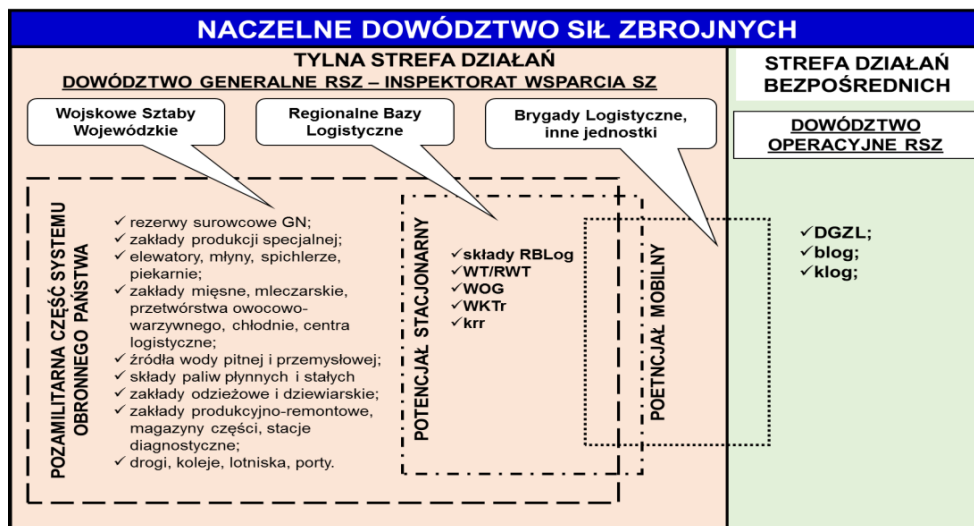 NACZELNE DOWÓDZTWO SIŁ ZBROJNYCH
TYLNA STREFA DZIAŁAŃ
DOWÓDZTWO GENERALNE RSZ – INSPEKTORAT WSPARCIA SZ
STREFA DZIAŁAŃ
BEZPOŚREDNICH
DOWÓDZTWO
OPERACYJNE RSZ
Wojskowe Sztaby
Wojewódzkie
Regionalne Bazy
Logistyczne
Brygady Logistyczne,
inne jednostki
POZAMILITARNA CZĘŚĆ SYSTEMU
OBRONNEGO PAŃSTWA
✓ rezerwy surowcowe GN;
✓ zakłady produkcji specjalnej;
✓ elewatory, młyny, spichlerze,
piekarnie;
✓ zakłady mięsne, mleczarskie,
przetwórstwa owocowo-
warzywnego, chłodnie, centra
logistyczne;
✓ źródła wody pitnej i przemysłowej;
✓ składy paliw płynnych i stałych
✓ zakłady odzieżowe i dziewiarskie;
✓ zakłady produkcyjno-remontowe,
magazyny części, stacje
diagnostyczne;
✓ drogi, koleje, lotniska, porty.
POTENCJAŁ STACJONARNY
✓składy RBLog
✓WT/RWT
✓WOG
✓WKTr
✓krr
POETNCJAŁ MOBILNY
✓DGZL;
✓blog;
✓klog;